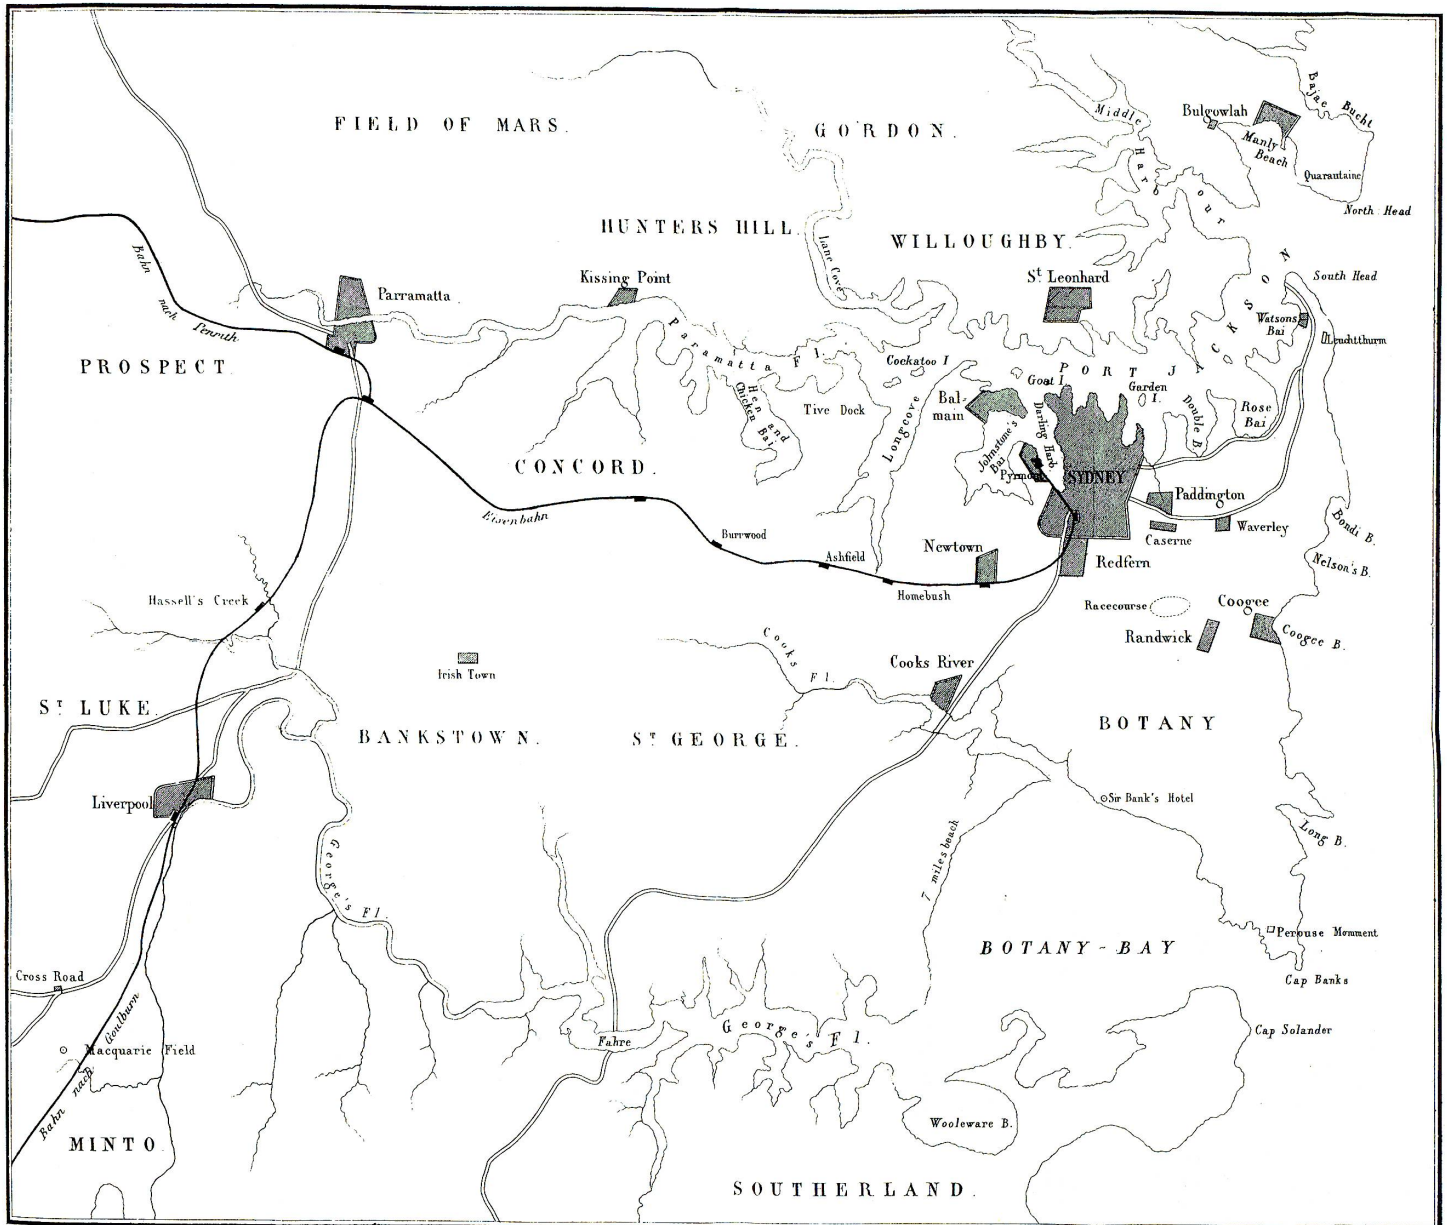 FIELD OF MARS.
GORDON.
Middle
Harb
our
Bulgowlah
Manly
Beach
Bajae Bucht
Quarantaine
North Head
HUNTERS HILL.
WILLOUGHBY.
Lane Cove
Bahn
nach
Penrith
Parramatta
Kissing Point
St Leonhard
South Head
Watsons
Bai
Leuchtthurm
PROSPECT.
Paramatta Fl.
Cockatoo I
Goat I.
PORT JACKSON
Garden
I.
Hen and
Chicken Bai
Tive Dock
Longcove
Bal-
main
Johnstone's
Bai
Darling Harb
Double B.
Rose
Bai
CONCORD.
Pyrmont
SYDNEY
Paddington
Eisenbahn
Burrwood
Ashfield
Newtown
Caserne
Waverley
Bondi B.
Homebush
Redfern
Nelson's B.
Hassell's Creek
Racecourse
Coogee
Randwick
Coogee B.
Cooks
Fl.
Cooks River
Irish Town
ST LUKE.
BANKSTOWN.
ST GEORGE.
BOTANY
Liverpool
Sir Bank's Hotel
Long B.
7 miles beach
George's Fl.
Perouse Momment
BOTANY-BAY
Cross Road
Cap Banks
Bahn nach Goulburn
Macquarie Field
Fahre
George's Fl.
Cap Solander
Wooleware B.
MINTO.
SOUTHERLAND.